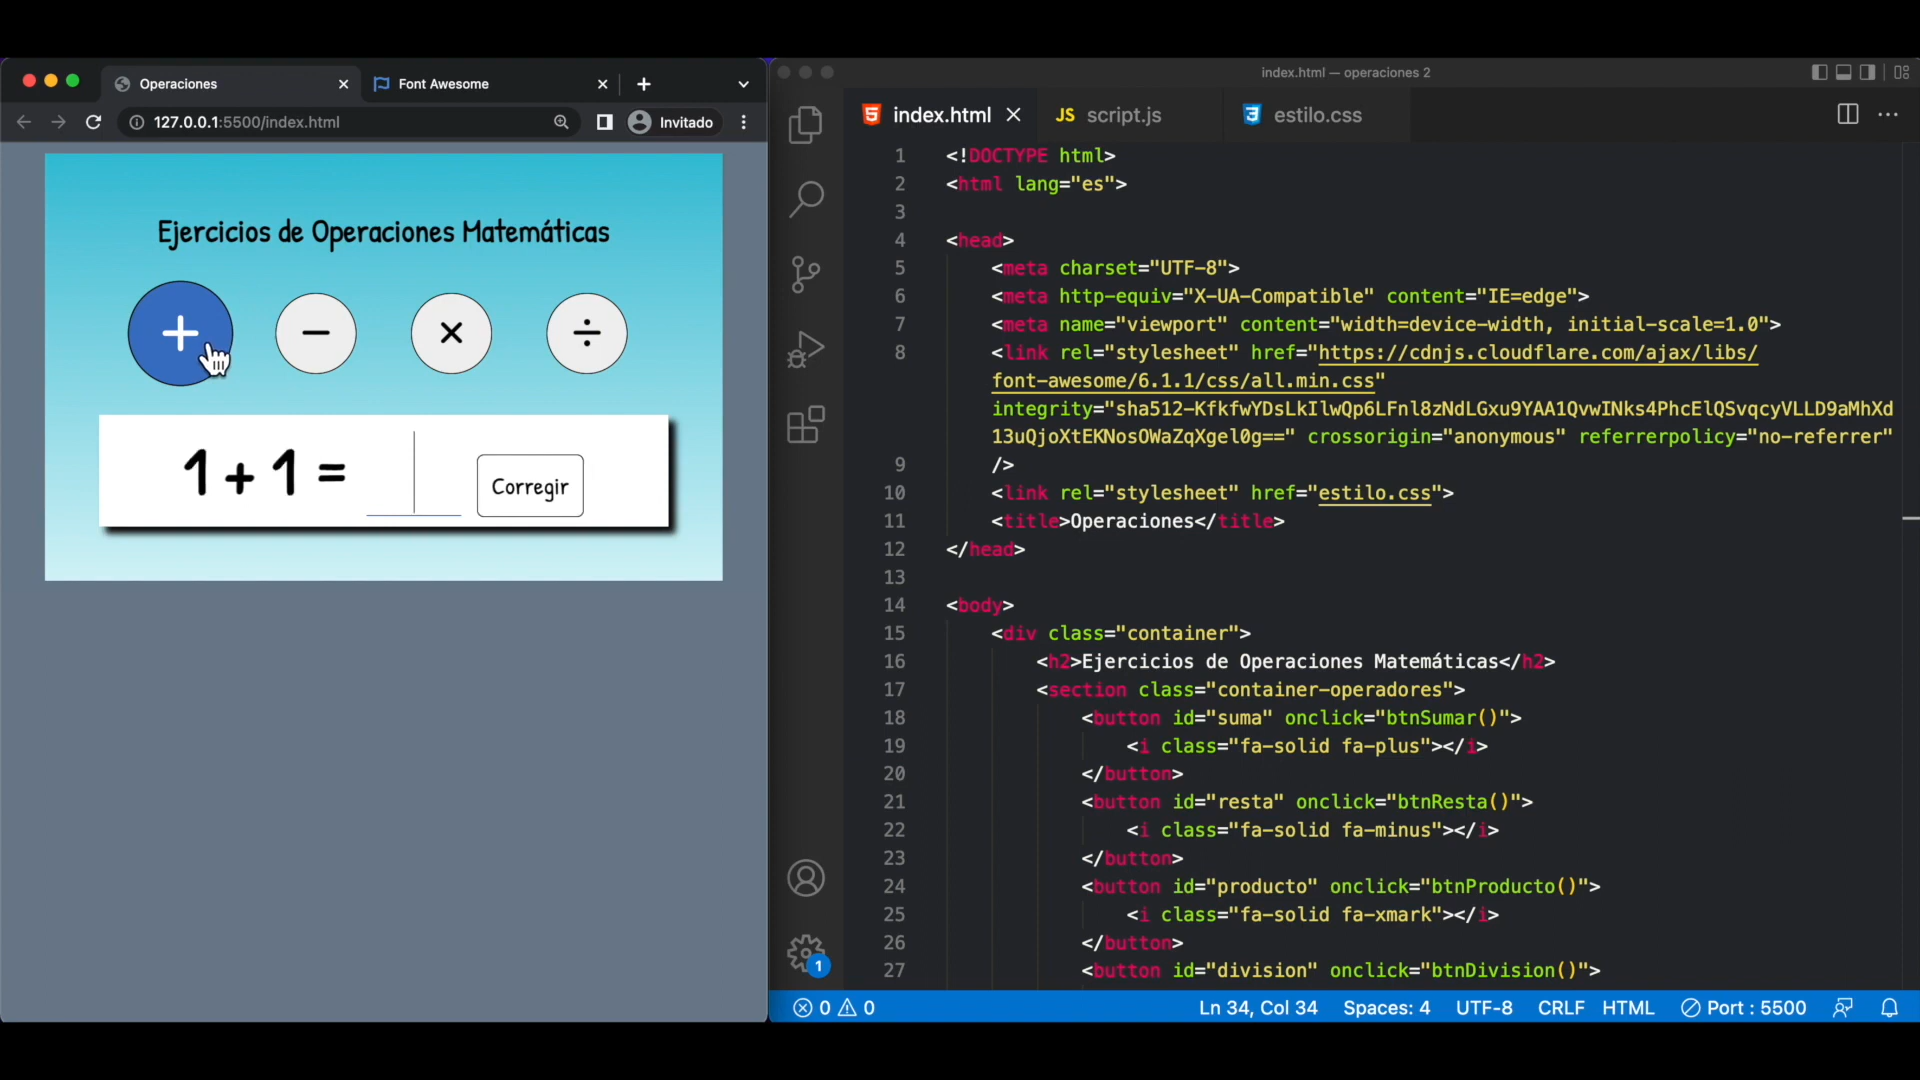 Operaciones
Font Awesome
127.0.0.1:5500/index.html
Invitado
Ejercicios de Operaciones Matemáticas
+ − × ÷
1 + 1 =
Corregir
index.html — operaciones 2
index.html
JS script.js
estilo.css
1 <!DOCTYPE html>
2 <html lang="es">
3
4 <head>
5 <meta charset="UTF-8">
6 <meta http-equiv="X-UA-Compatible" content="IE=edge">
7 <meta name="viewport" content="width=device-width, initial-scale=1.0">
8 <link rel="stylesheet" href="https://cdnjs.cloudflare.com/ajax/libs/
font-awesome/6.1.1/css/all.min.css"
integrity="sha512-KfkfwYDsLkIlwQp6LFnl8zNdLGxu9YAA1QvwINks4PhcElQSvqcyVLLD9aMhXd
13uQjoXtEKNosOWaZqXgel0g==" crossorigin="anonymous" referrerpolicy="no-referrer"
9 />
10 <link rel="stylesheet" href="estilo.css">
11 <title>Operaciones</title>
12 </head>
13
14 <body>
15 <div class="container">
16 <h2>Ejercicios de Operaciones Matemáticas</h2>
17 <section class="container-operadores">
18 <button id="suma" onclick="btnSumar()">
19 <i class="fa-solid fa-plus"></i>
20 </button>
21 <button id="resta" onclick="btnResta()">
22 <i class="fa-solid fa-minus"></i>
23 </button>
24 <button id="producto" onclick="btnProducto()">
25 <i class="fa-solid fa-xmark"></i>
26 </button>
27 <button id="division" onclick="btnDivision()">
1
0 0
Ln 34, Col 34 Spaces: 4 UTF-8 CRLF HTML Port : 5500